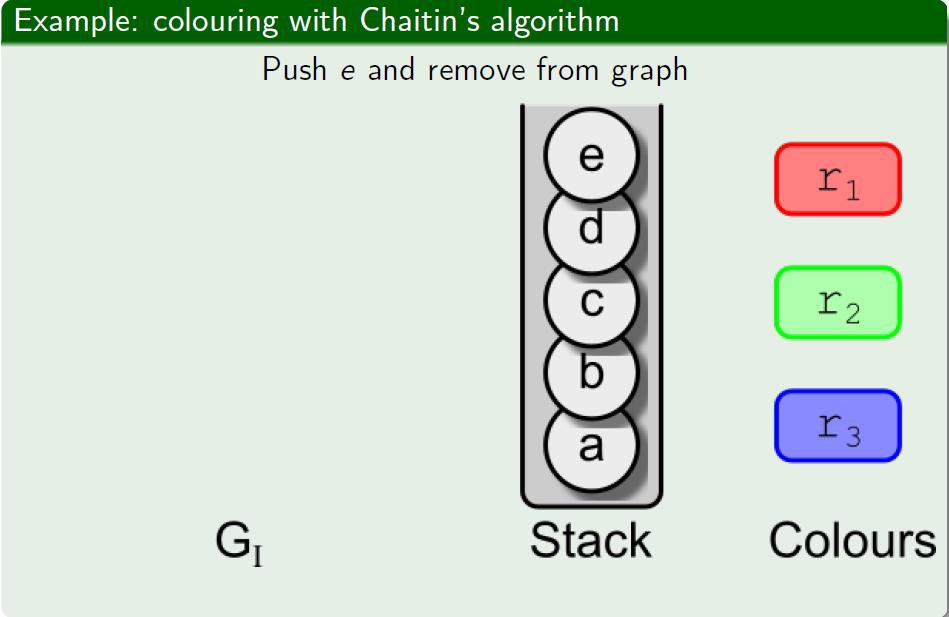 Example: colouring with Chaitin's algorithm
Push e and remove from graph
e
d
c
b
a
r1
r2
r3
GI
Stack
Colours